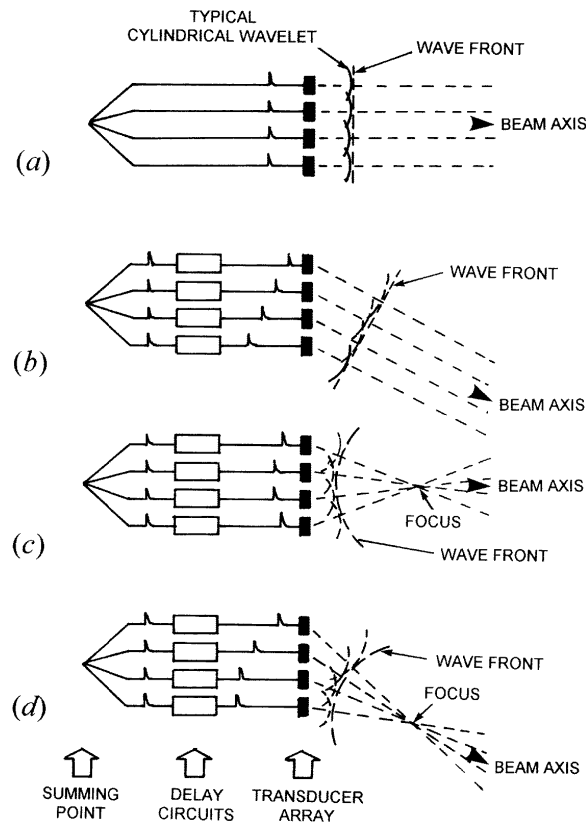 TYPICAL
CYLINDRICAL WAVELET
WAVE FRONT
BEAM AXIS
(a)
WAVE FRONT
(b)
BEAM AXIS
BEAM AXIS
FOCUS
(c)
WAVE FRONT
WAVE FRONT
FOCUS
(d)
BEAM AXIS
SUMMING
POINT
DELAY
CIRCUITS
TRANSDUCER
ARRAY